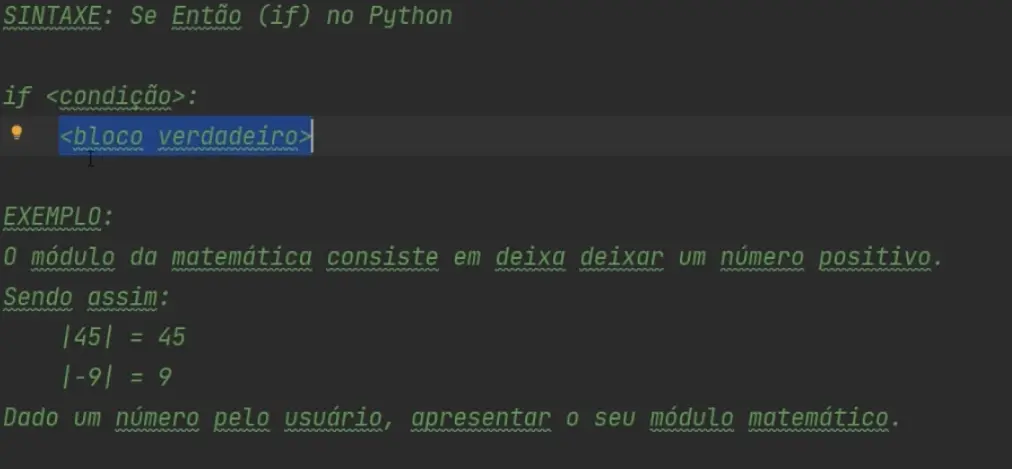 SINTAXE: Se Então (if) no Python
if <condição>:
<bloco verdadeiro>
EXEMPLO:
O módulo da matemática consiste em deixa deixar um número positivo.
Sendo assim:
|45| = 45
|-9| = 9
Dado um número pelo usuário, apresentar o seu módulo matemático.